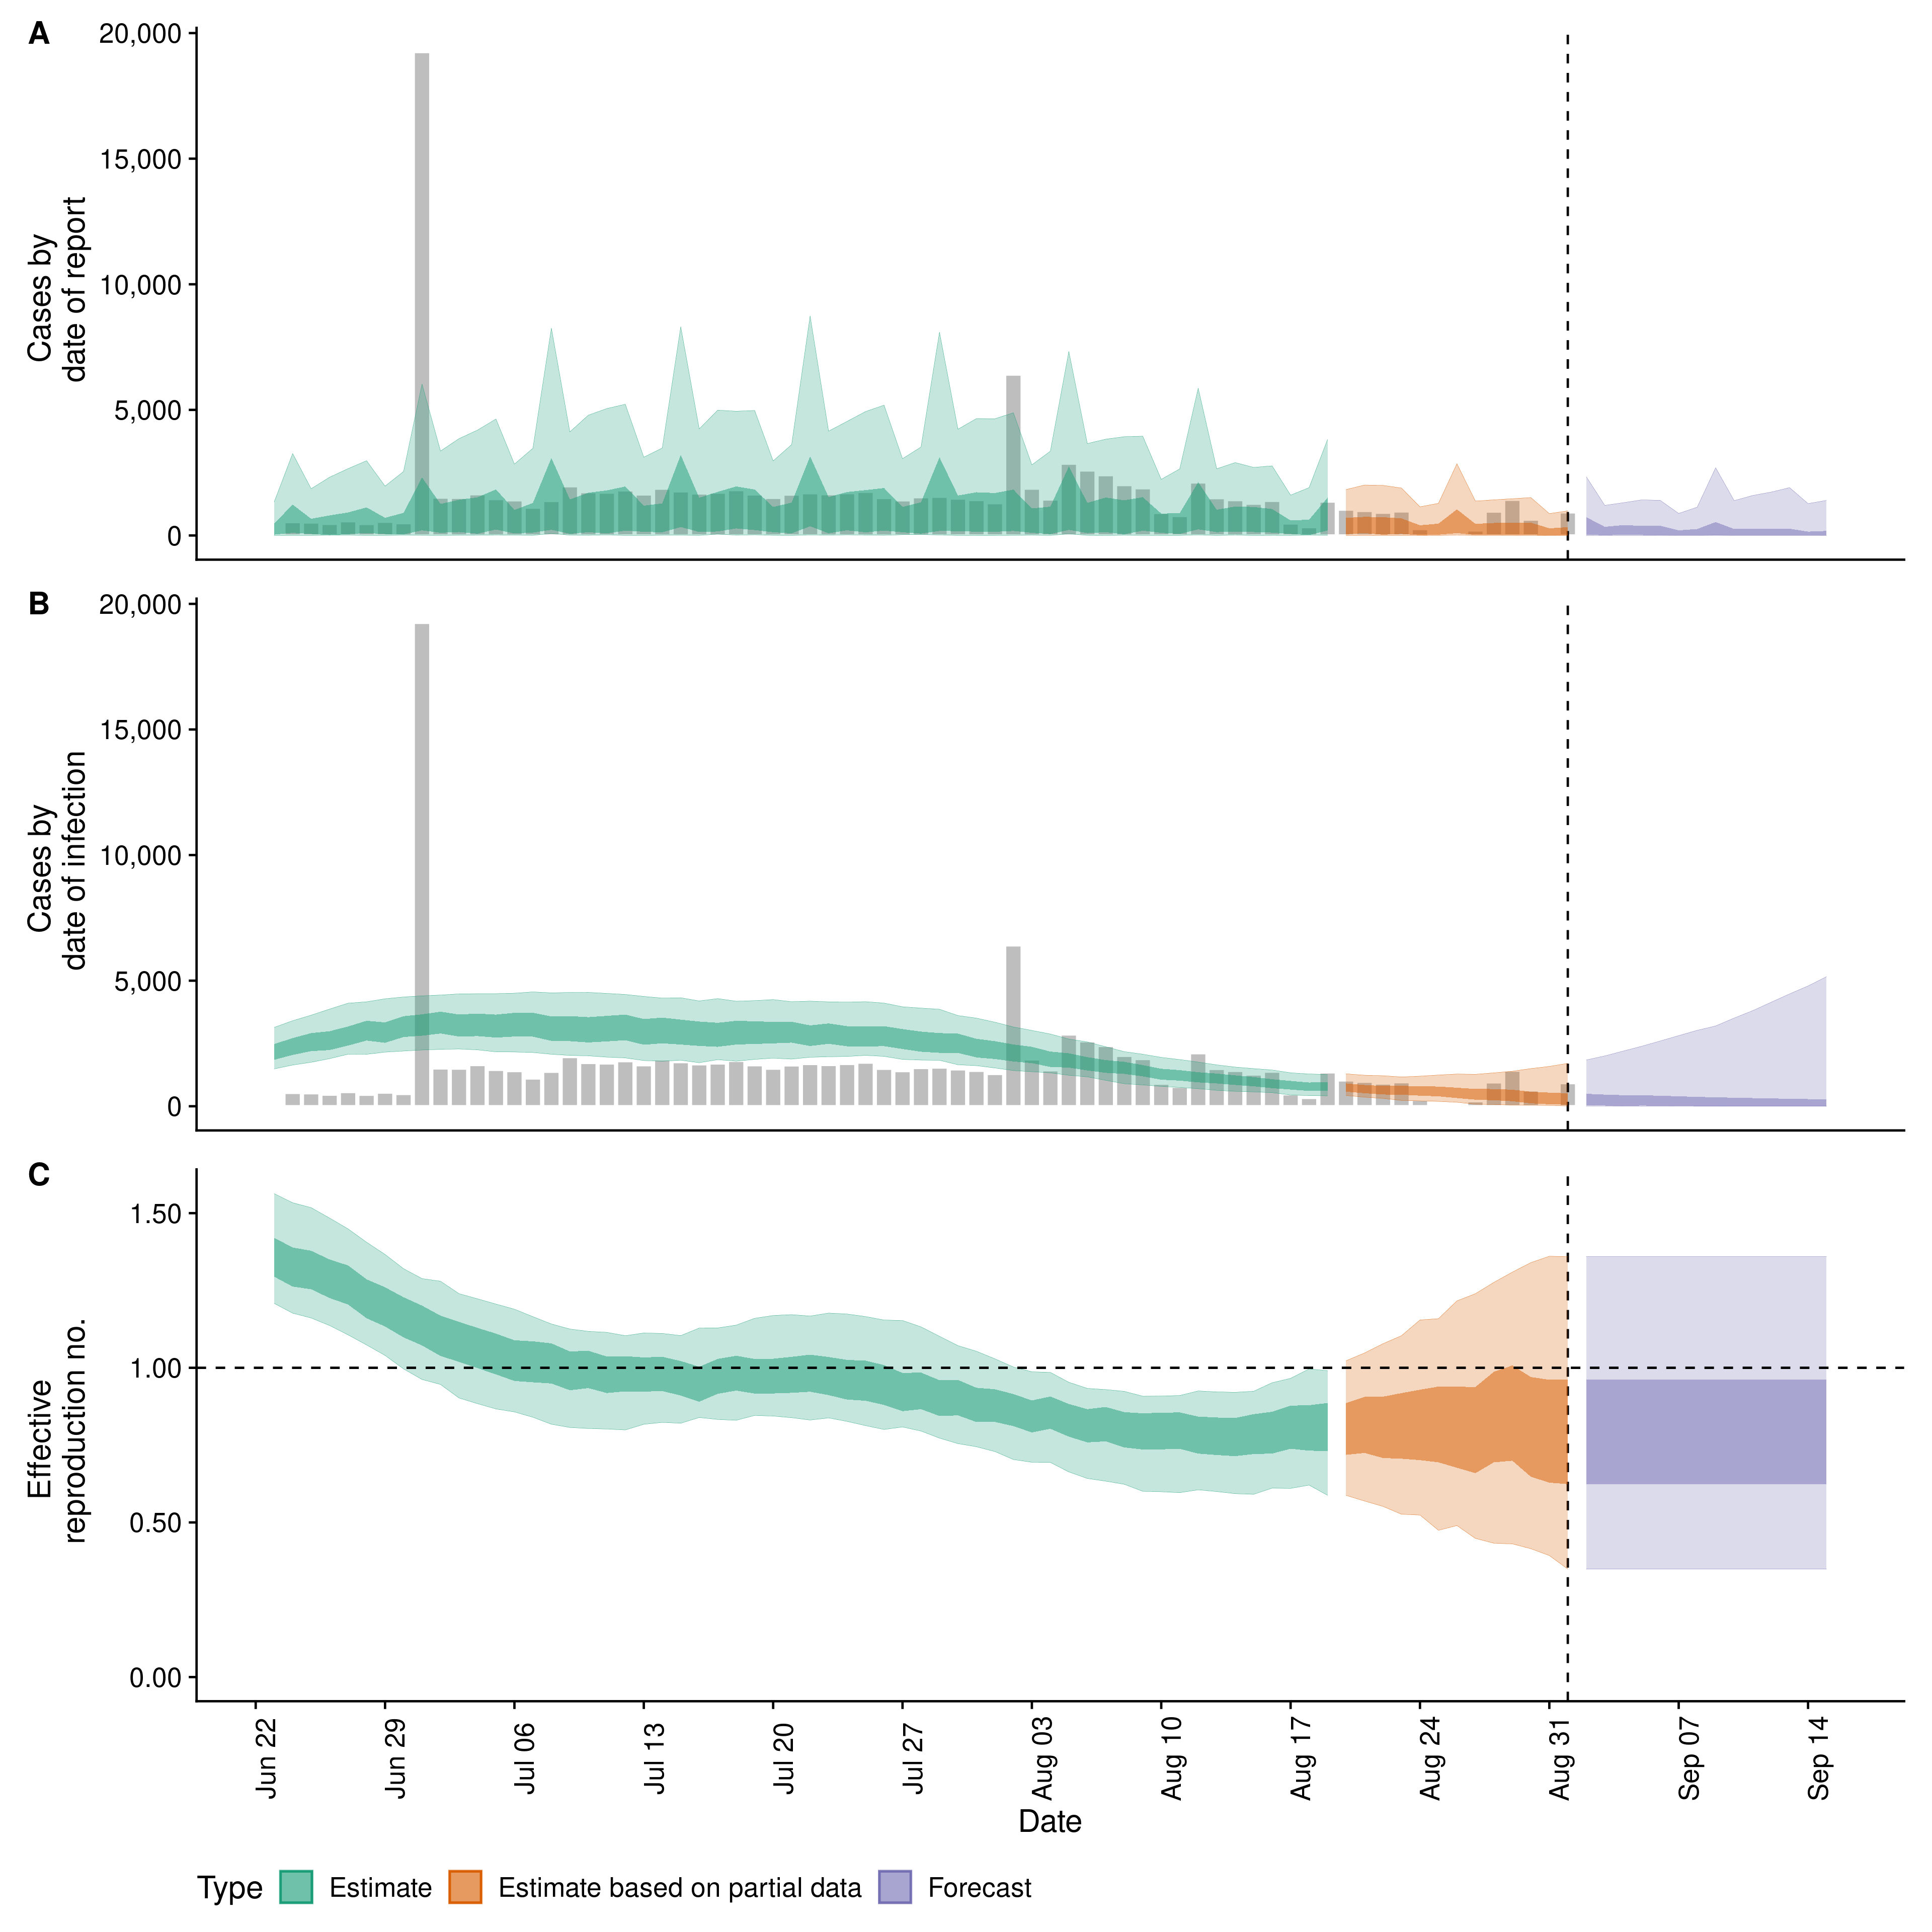 A
20,000
15,000
10,000
5,000
0
Cases by
date of report
B
20,000
15,000
10,000
5,000
0
Cases by
date of infection
C
1.50
1.00
0.50
0.00
Effective
reproduction no.
Jun 22
Jun 29
Jul 06
Jul 13
Jul 20
Jul 27
Aug 03
Aug 10
Aug 17
Aug 24
Aug 31
Sep 07
Sep 14
Date
Type Estimate Estimate based on partial data Forecast